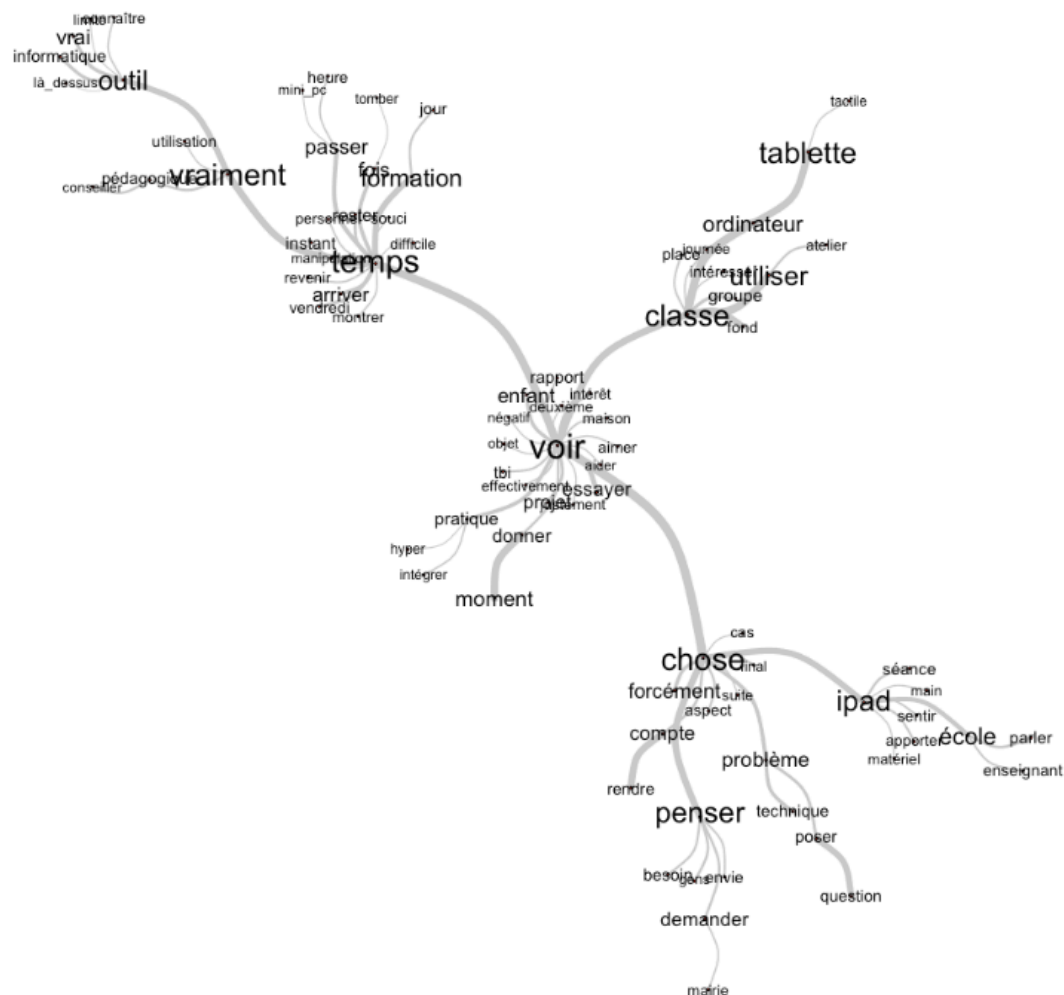 limite
connaître
vrai
informatique
outil
là_dessus
utilisation
vraiment
pédagogique
conseiller
heure
mini_pc
tomber
jour
passer
fois
formation
rester
personnel
souci
instant
difficile
manipulation
temps
revenir
arriver
vendredi
montrer
tactile
tablette
ordinateur
journée
place
atelier
intéresser
utiliser
groupe
classe
fond
rapport
enfant
intérêt
deuxième
négatif
maison
objet
voir
aimer
tbi
aider
effectivement
essayer
projet
justement
pratique
donner
hyper
intégrer
moment
cas
chose
final
séance
forcément
suite
main
ipad
aspect
sentir
compte
apporter
école
parler
matériel
problème
enseignant
rendre
penser
technique
poser
besoin
gens
envie
question
demander
mairie